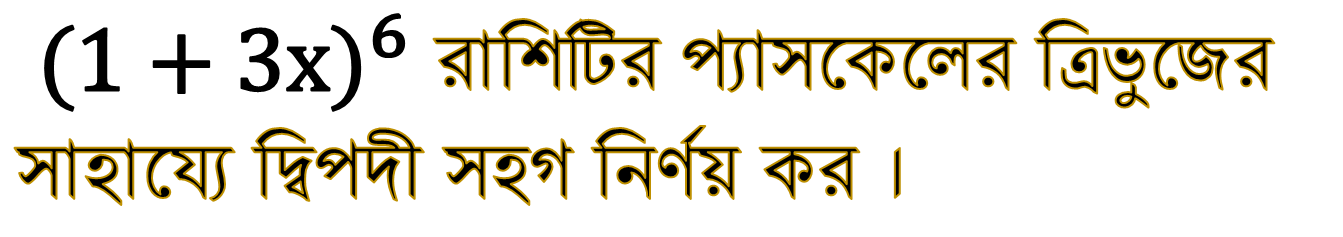 (1 + 3x)⁶ রাশিটির প্যাসকেলের ত্রিভুজের
সাহায্যে দ্বিপদী সহগ নির্ণয় কর ।